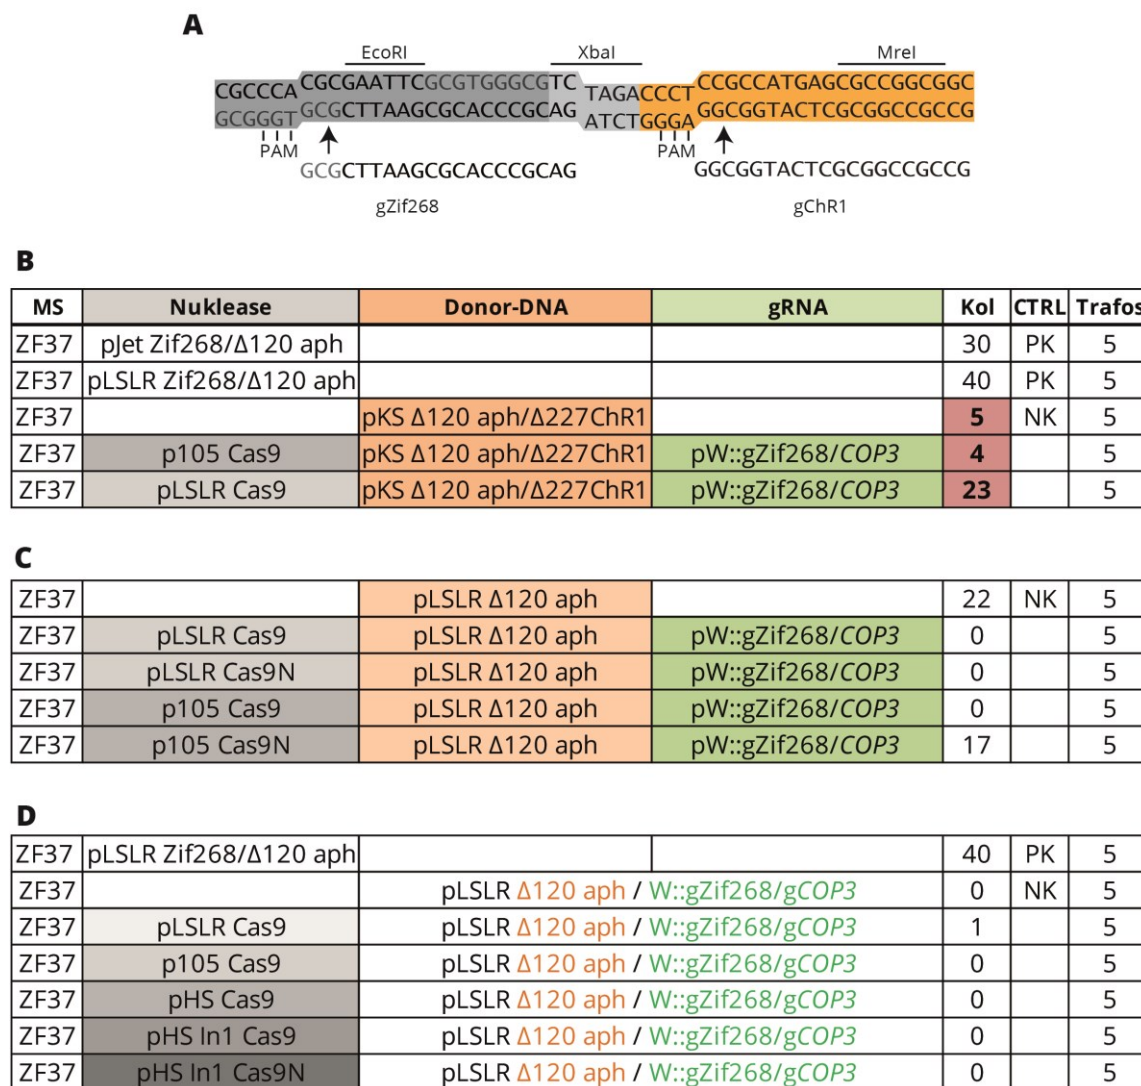 A
EcoRI XbaI MreI
CGCCCA CGCGAATTCGCGTGGGCGTC TAGACCCT CCGCCATGAGCGCCGGCGGC
GCGGGT GCGCTTAAGCGCACCCGCAG ATCTGGGA GGCGGTACTCGCGGCCGCCG
PAM PAM
GCGCTTAAGCGCACCCGCAG GGCGGTACTCGCGGCCGCCG
gZif268 gChR1
B
MS Nuklease Donor-DNA gRNA Kol CTRL Trafos
ZF37 pJet Zif268/Δ120 aph 30 PK 5
ZF37 pLSLR Zif268/Δ120 aph 40 PK 5
ZF37 pKS Δ120 aph/Δ227ChR1 5 NK 5
ZF37 p105 Cas9 pKS Δ120 aph/Δ227ChR1 pW::gZif268/COP3 4 5
ZF37 pLSLR Cas9 pKS Δ120 aph/Δ227ChR1 pW::gZif268/COP3 23 5
C
ZF37 pLSLR Δ120 aph 22 NK 5
ZF37 pLSLR Cas9 pLSLR Δ120 aph pW::gZif268/COP3 0 5
ZF37 pLSLR Cas9N pLSLR Δ120 aph pW::gZif268/COP3 0 5
ZF37 p105 Cas9 pLSLR Δ120 aph pW::gZif268/COP3 0 5
ZF37 p105 Cas9N pLSLR Δ120 aph pW::gZif268/COP3 17 5
D
ZF37 pLSLR Zif268/Δ120 aph 40 PK 5
ZF37 pLSLR Δ120 aph / W::gZif268/gCOP3 0 NK 5
ZF37 pLSLR Cas9 pLSLR Δ120 aph / W::gZif268/gCOP3 1 5
ZF37 p105 Cas9 pLSLR Δ120 aph / W::gZif268/gCOP3 0 5
ZF37 pHS Cas9 pLSLR Δ120 aph / W::gZif268/gCOP3 0 5
ZF37 pHS In1 Cas9 pLSLR Δ120 aph / W::gZif268/gCOP3 0 5
ZF37 pHS In1 Cas9N pLSLR Δ120 aph / W::gZif268/gCOP3 0 5